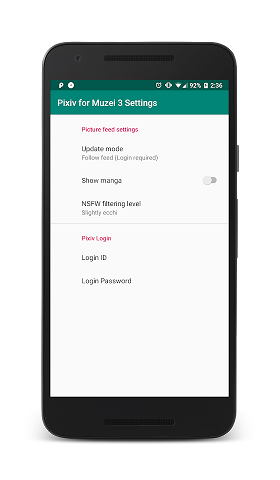 92% 2:36
Pixiv for Muzei 3 Settings
Picture feed settings
Update mode
Follow feed (Login required)
Show manga
NSFW filtering level
Slightly ecchi
Pixiv Login
Login ID
Login Password